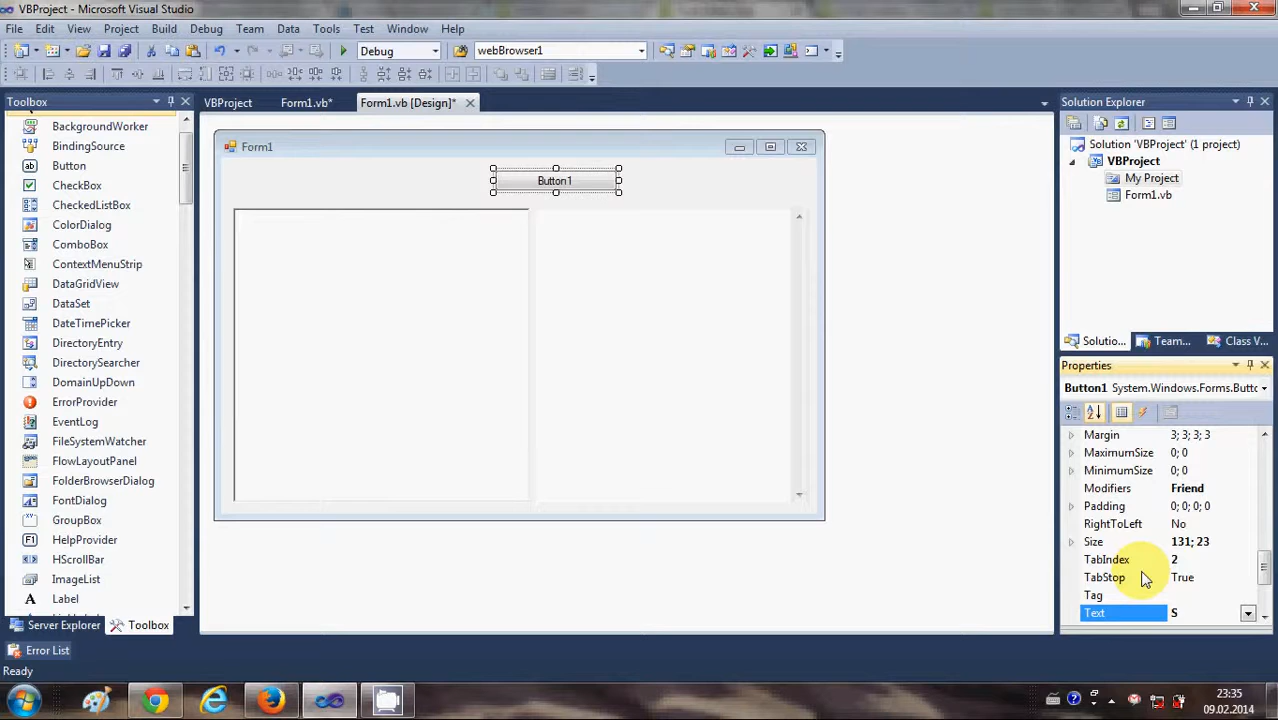 VBProject - Microsoft Visual Studio
File Edit View Project Build Debug Team Data Tools Test Window Help
Debug webBrowser1
Toolbox
BackgroundWorker
BindingSource
Button
CheckBox
CheckedListBox
ColorDialog
ComboBox
ContextMenuStrip
DataGridView
DataSet
DateTimePicker
DirectoryEntry
DirectorySearcher
DomainUpDown
ErrorProvider
EventLog
FileSystemWatcher
FlowLayoutPanel
FolderBrowserDialog
FontDialog
GroupBox
HelpProvider
HScrollBar
ImageList
Label
Server Explorer Toolbox
VBProject Form1.vb* Form1.vb [Design]*
Form1
Button1
Solution Explorer
Solution 'VBProject' (1 project)
VBProject
My Project
Form1.vb
Solutio... Team... Class V...
Properties
Button1 System.Windows.Forms.Butto
Margin 3; 3; 3; 3
MaximumSize 0; 0
MinimumSize 0; 0
Modifiers Friend
Padding 0; 0; 0; 0
RightToLeft No
Size 131; 23
TabIndex 2
TabStop True
Tag
Text S
Error List
Ready
23:35
09.02.2014